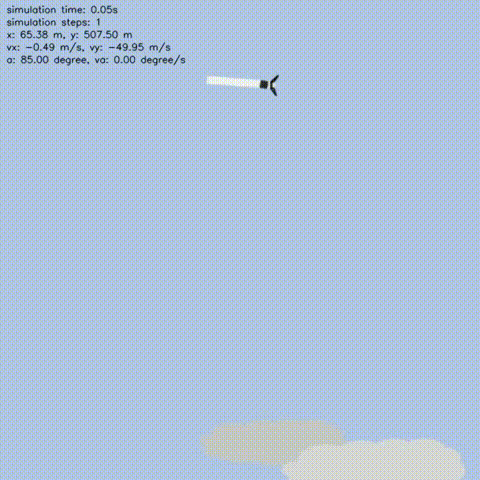 simulation time: 0.05s
simulation steps: 1
x: 65.38 m, y: 507.50 m
vx: −0.49 m/s, vy: −49.95 m/s
a: 85.00 degree, va: 0.00 degree/s